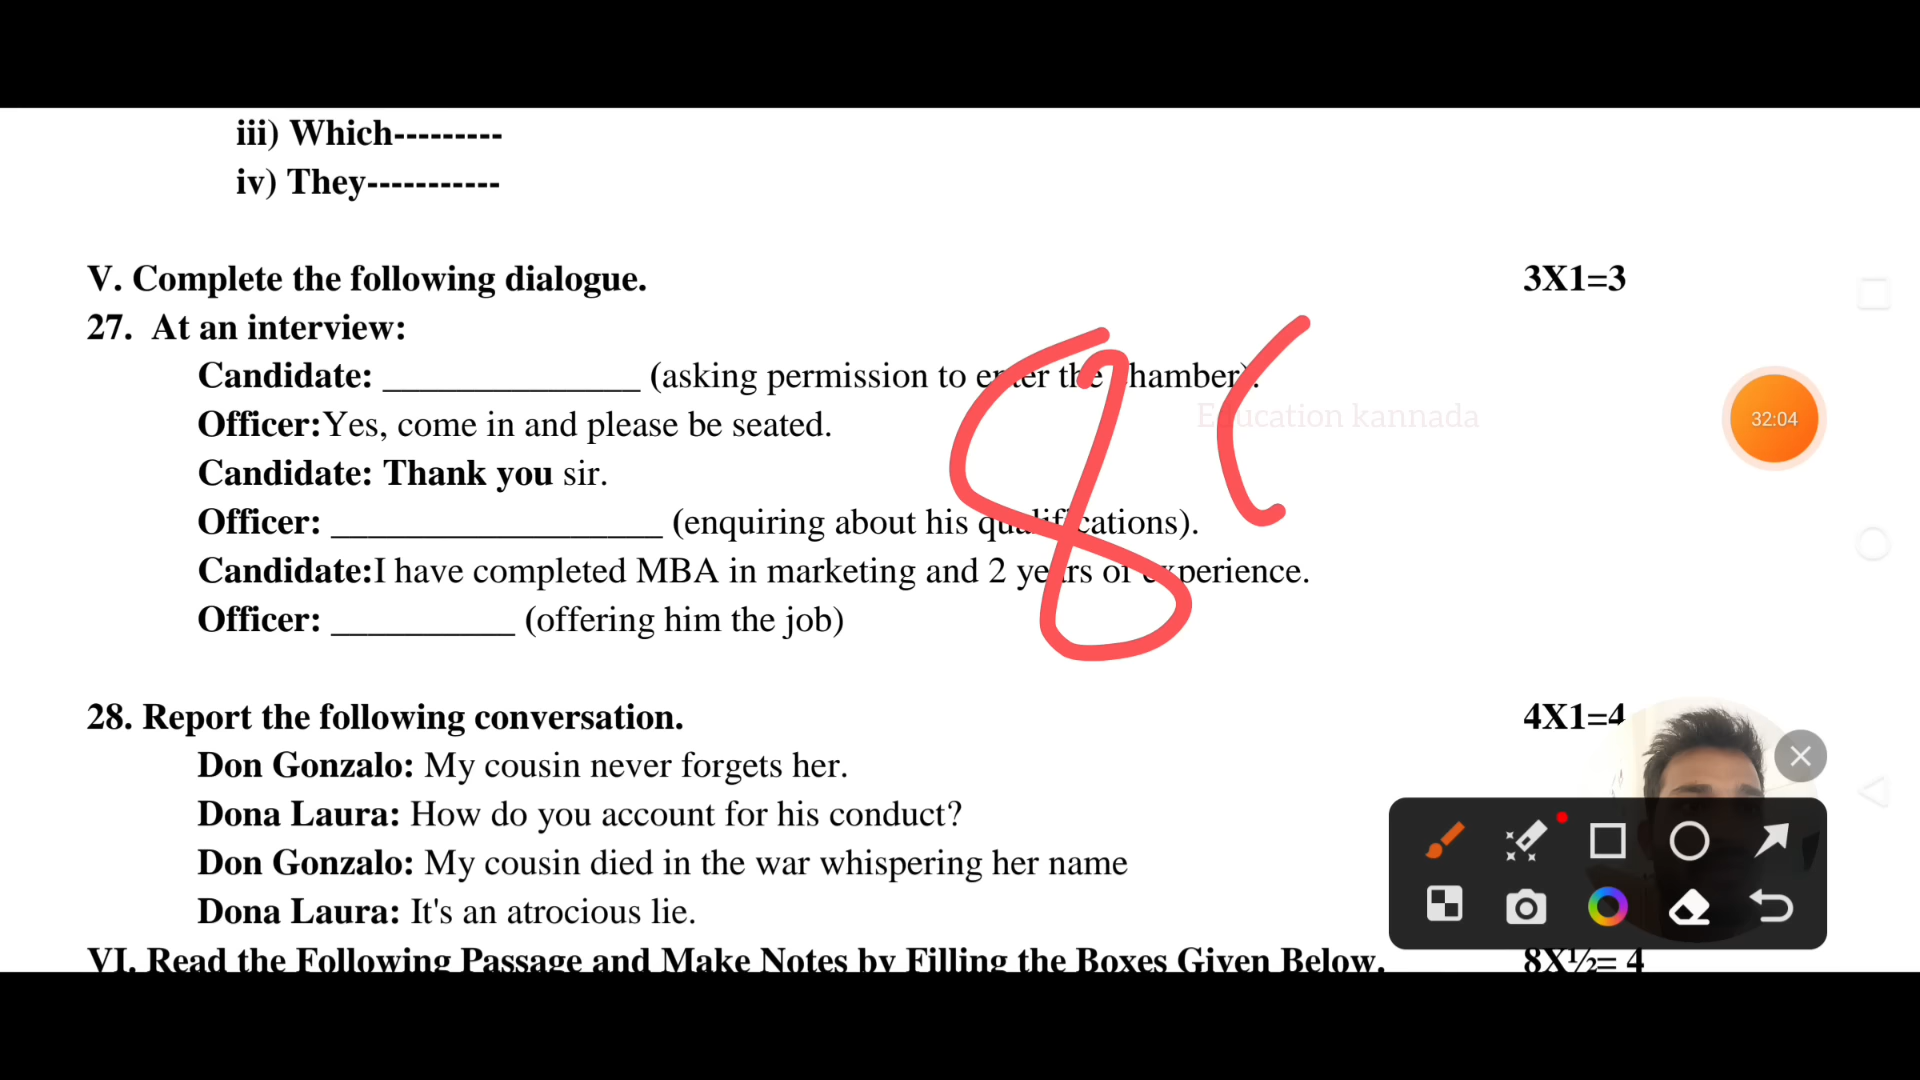 iii) Which---------
iv) They-----------
V. Complete the following dialogue. 3X1=3
27. At an interview:
Candidate: ______________ (asking permission to enter the chamber).
Education kannada
Officer:Yes, come in and please be seated.
32:04
Candidate: Thank you sir.
Officer: __________________ (enquiring about his qualifications).
Candidate:I have completed MBA in marketing and 2 years of experience.
Officer: __________ (offering him the job)
28. Report the following conversation. 4X1=4
Don Gonzalo: My cousin never forgets her.
Dona Laura: How do you account for his conduct?
Don Gonzalo: My cousin died in the war whispering her name
Dona Laura: It's an atrocious lie.
VI. Read the Following Passage and Make Notes by Filling the Boxes Given Below. 8X½= 4